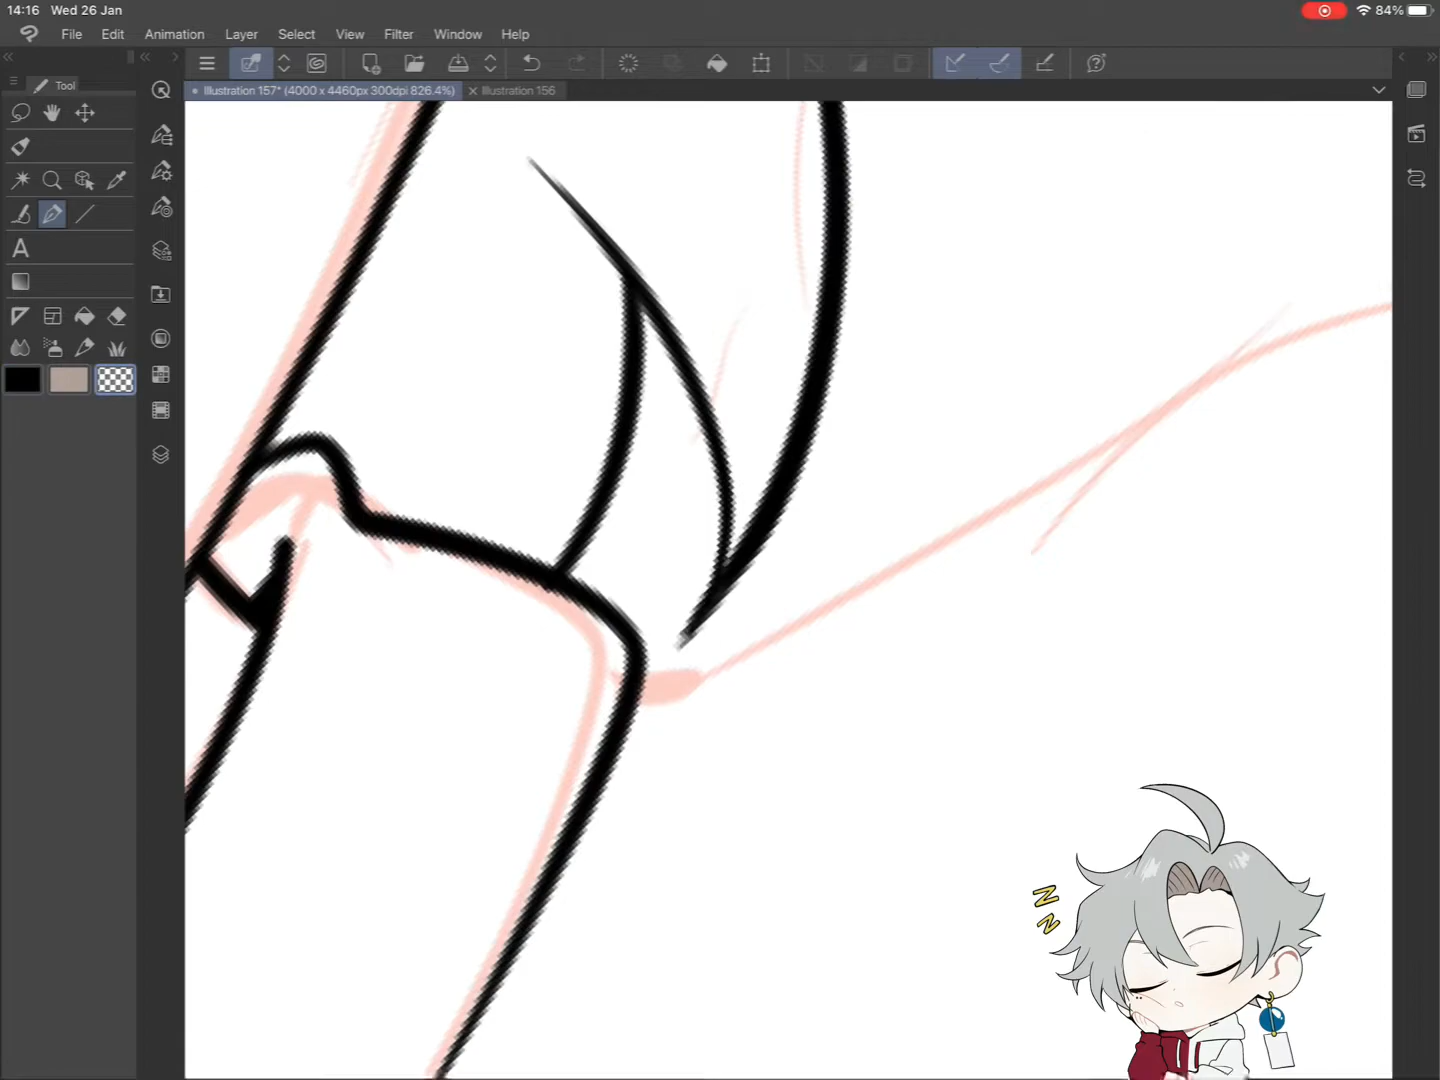 14:16 Wed 26 Jan
84%
File Edit Animation Layer Select View Filter Window Help
Tool
Illustration 157* (4000 x 4460px 300dpi 826.4%)
Illustration 156
A
Z
Z